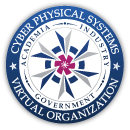 CYBER PHYSICAL SYSTEMS
ACADEMIA
INDUSTRY
GOVERNMENT
VIRTUAL ORGANIZATION